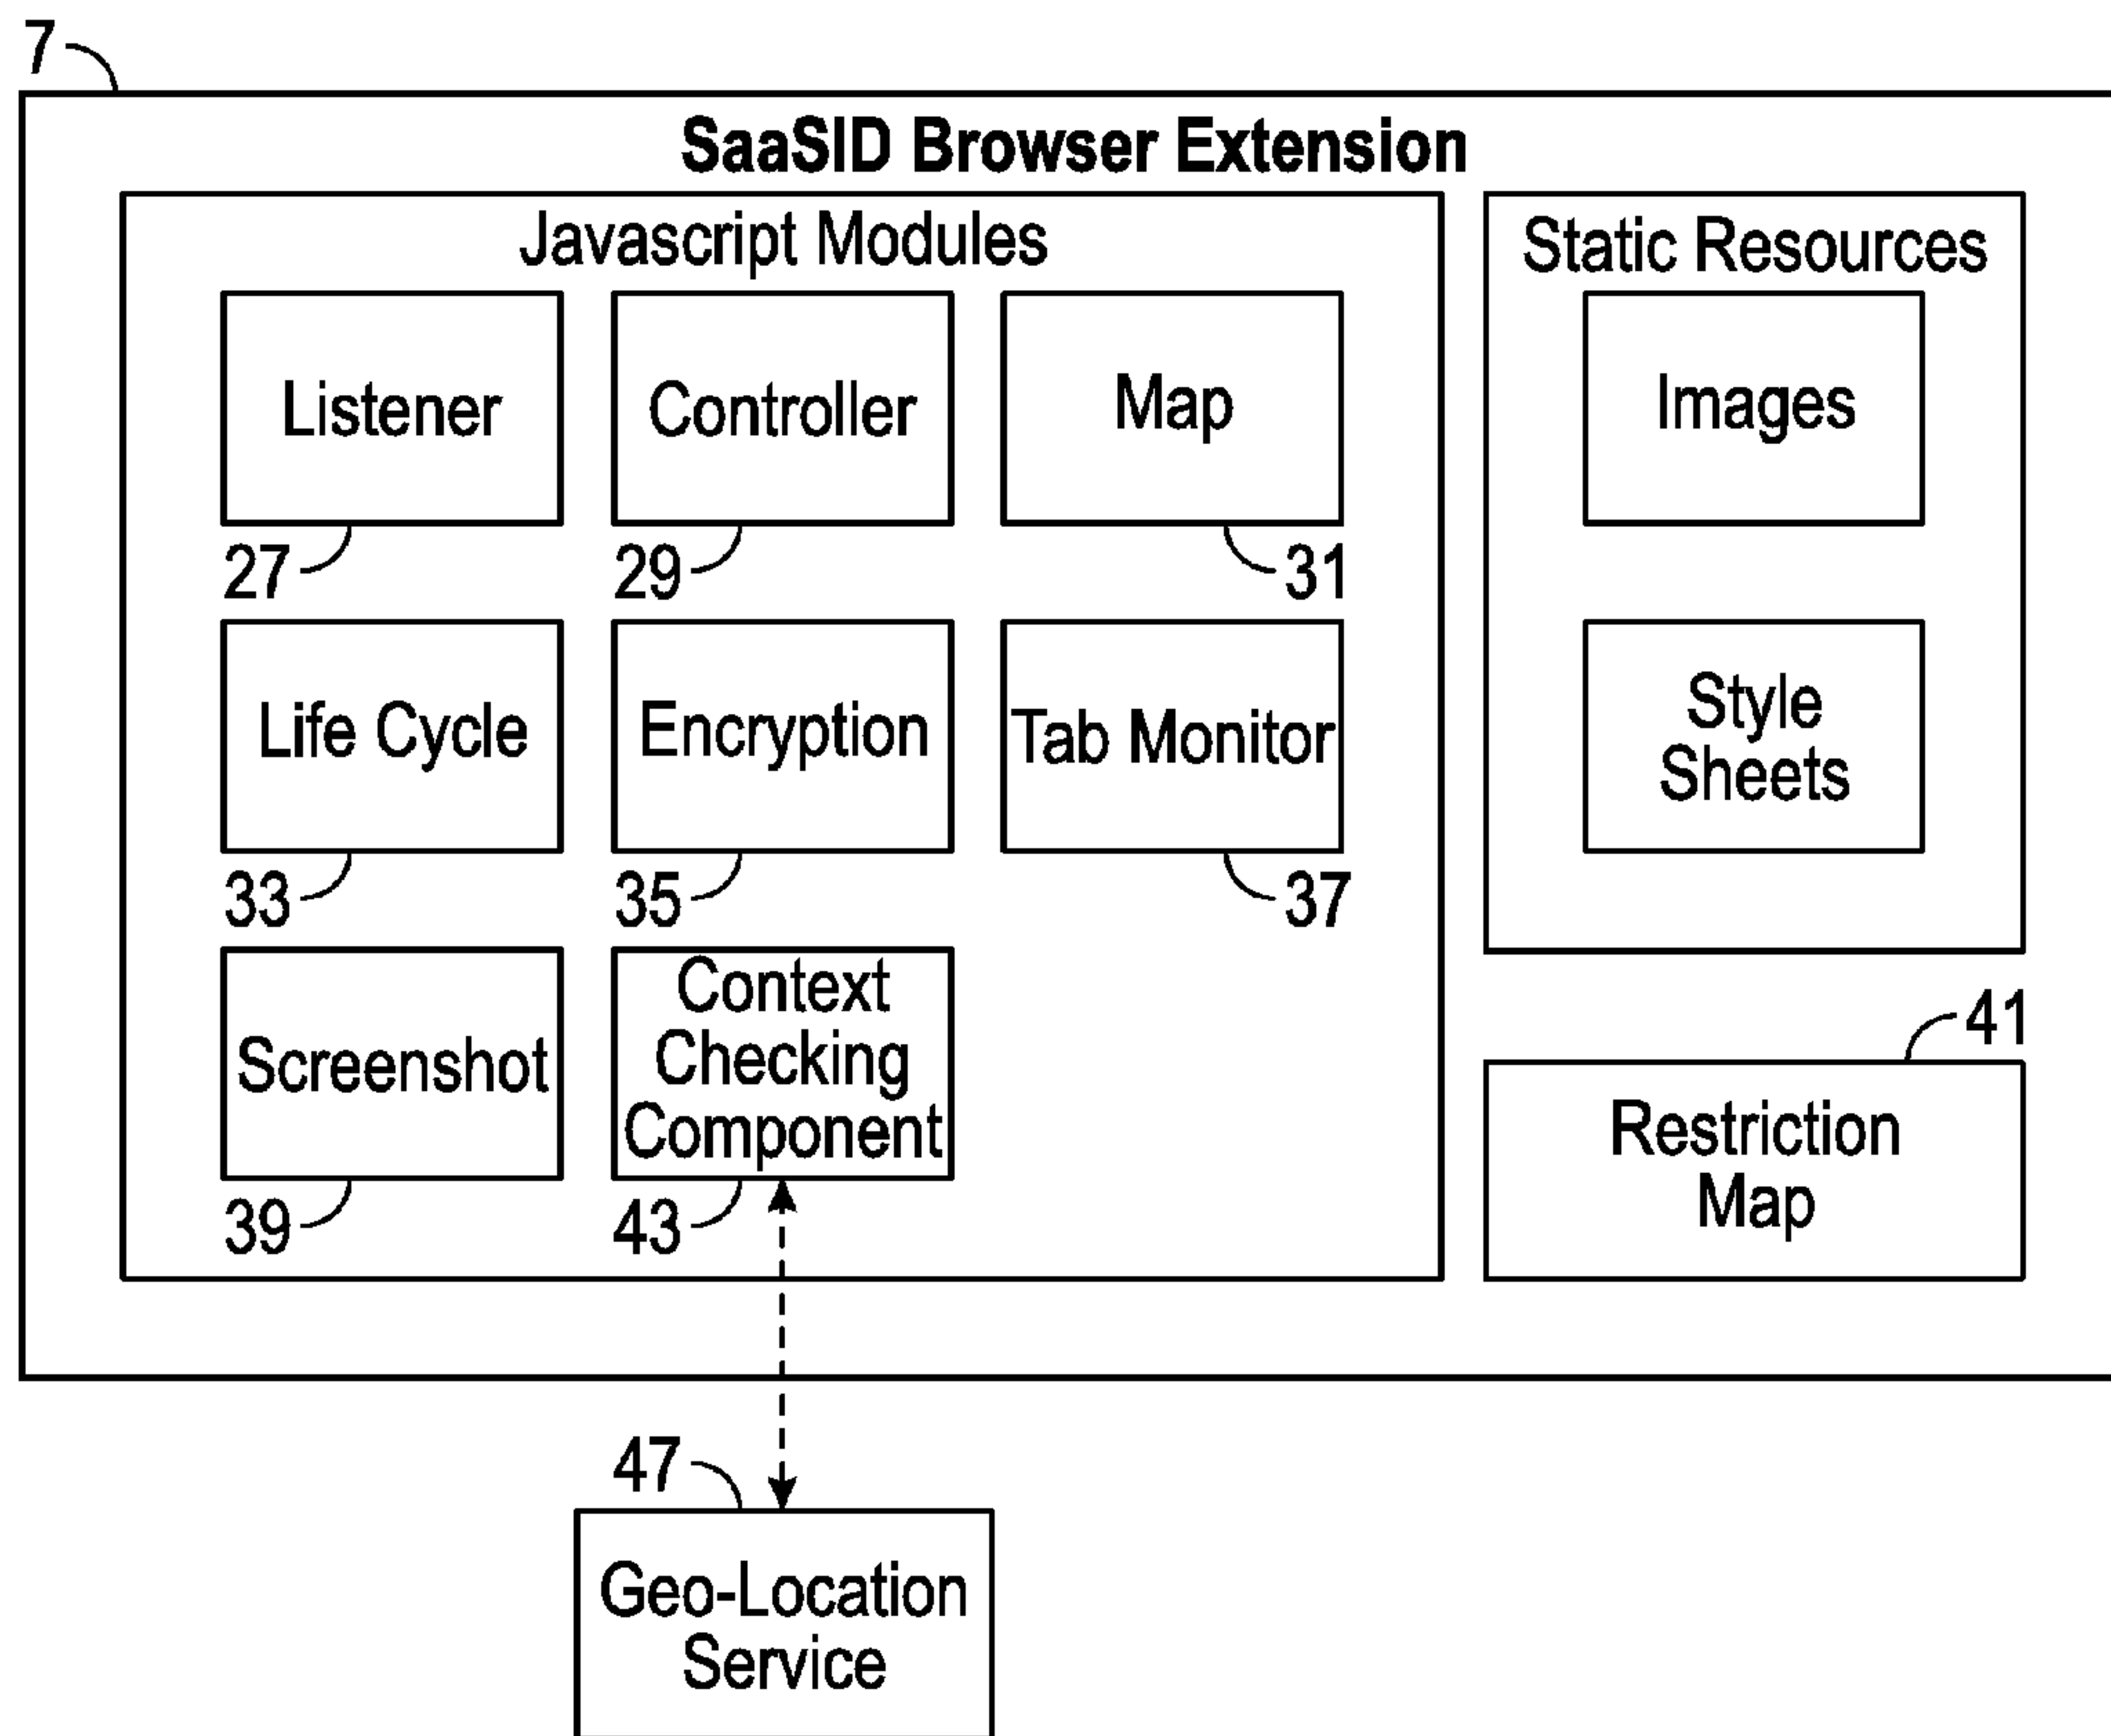 7
SaaSID Browser Extension
Javascript Modules
Static Resources
Listener
Controller
Map
Images
27
29
31
Life Cycle
Encryption
Tab Monitor
Style
Sheets
33
35
37
Screenshot
Context
Checking
Component
41
Restriction
Map
39
43
47
Geo-Location
Service